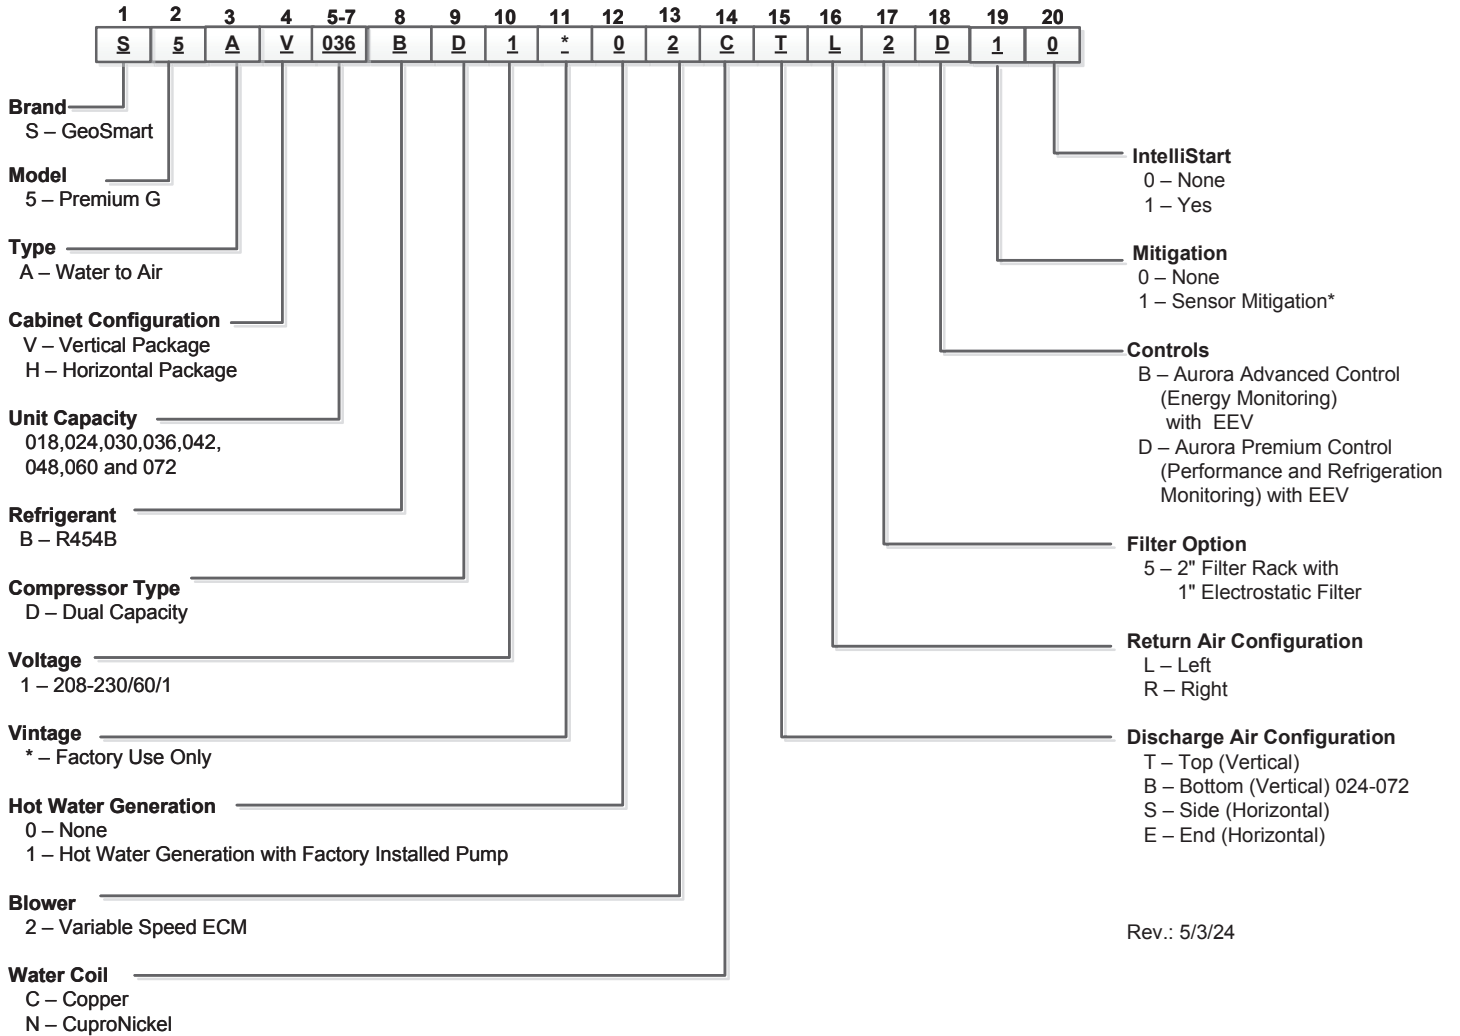 1 2 3 4 5-7 8 9 10 11 12 13 14 15 16 17 18 19 20
S 5 A V 036 B D 1 * 0 2 C T L 2 D 1 0
Brand
S – GeoSmart
Model
5 – Premium G
Type
A – Water to Air
Cabinet Configuration
V – Vertical Package
H – Horizontal Package
Unit Capacity
018,024,030,036,042,
048,060 and 072
Refrigerant
B – R454B
Compressor Type
D – Dual Capacity
Voltage
1 – 208-230/60/1
Vintage
* – Factory Use Only
Hot Water Generation
0 – None
1 – Hot Water Generation with Factory Installed Pump
Blower
2 – Variable Speed ECM
Water Coil
C – Copper
N – CuproNickel
IntelliStart
0 – None
1 – Yes
Mitigation
0 – None
1 – Sensor Mitigation*
Controls
B – Aurora Advanced Control
(Energy Monitoring)
with EEV
D – Aurora Premium Control
(Performance and Refrigeration
Monitoring) with EEV
Filter Option
5 – 2" Filter Rack with
1" Electrostatic Filter
Return Air Configuration
L – Left
R – Right
Discharge Air Configuration
T – Top (Vertical)
B – Bottom (Vertical) 024-072
S – Side (Horizontal)
E – End (Horizontal)
Rev.: 5/3/24